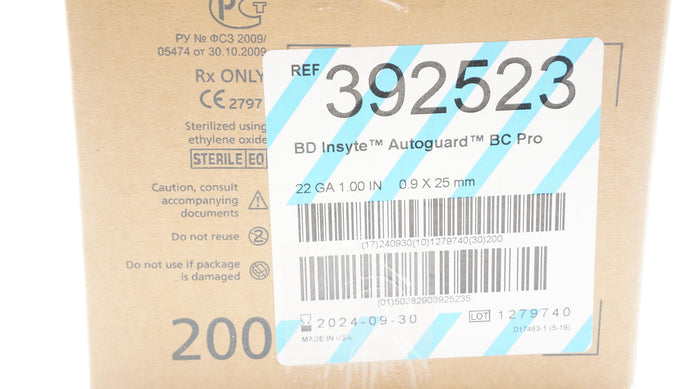 РСТ
РУ № ФСЗ 2009/
05474 от 30.10.2009
Rx ONLY
CE 2797
Sterilized using
ethylene oxide
STERILE EO
Caution, consult
accompanying
documents
Do not reuse
2
Do not use if package
is damaged
200
REF 392523
BD Insyte™ Autoguard™ BC Pro
22 GA 1.00 IN 0.9 X 25 mm
(17)240930(10)1279740(30)200
(01)50382903925235
2024-09-30
LOT 1279740
MADE IN USA
D17453-1 (5-19)